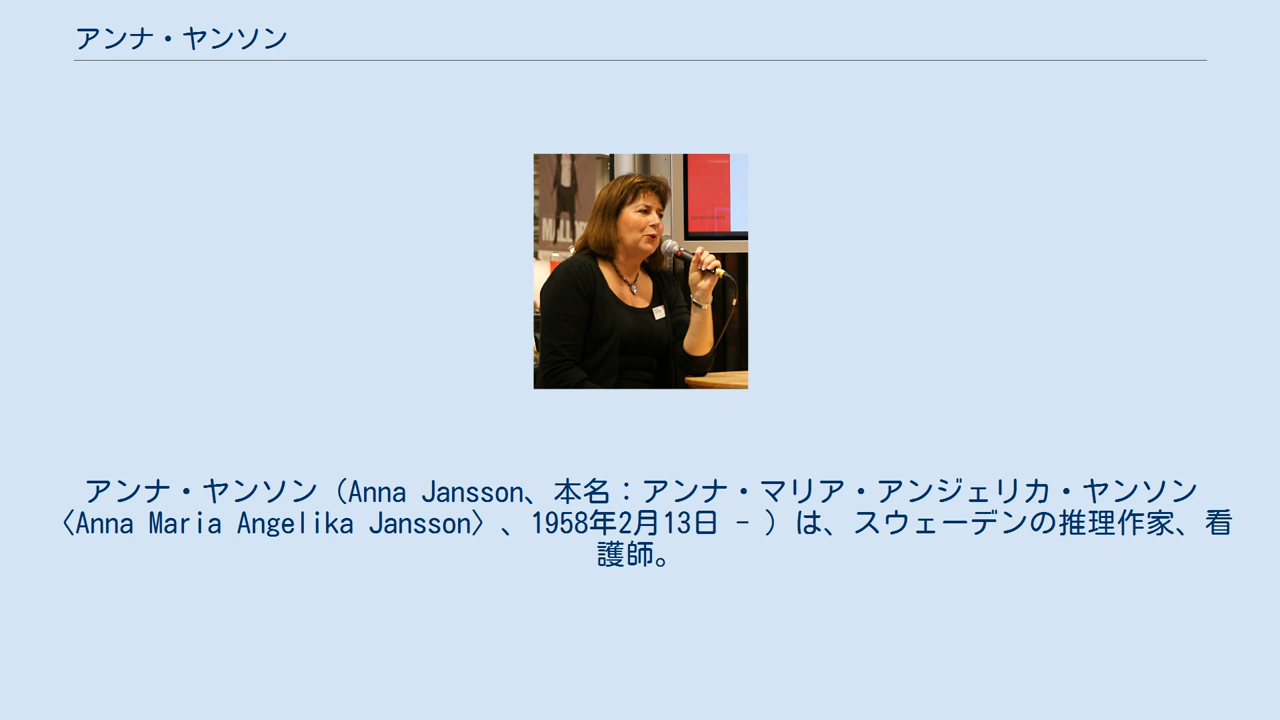 アンナ・ヤンソン
アンナ・ヤンソン（Anna Jansson、本名：アンナ・マリア・アンジェリカ・ヤンソン
〈Anna Maria Angelika Jansson〉、1958年2月13日 - ）は、スウェーデンの推理作家、看
護師。